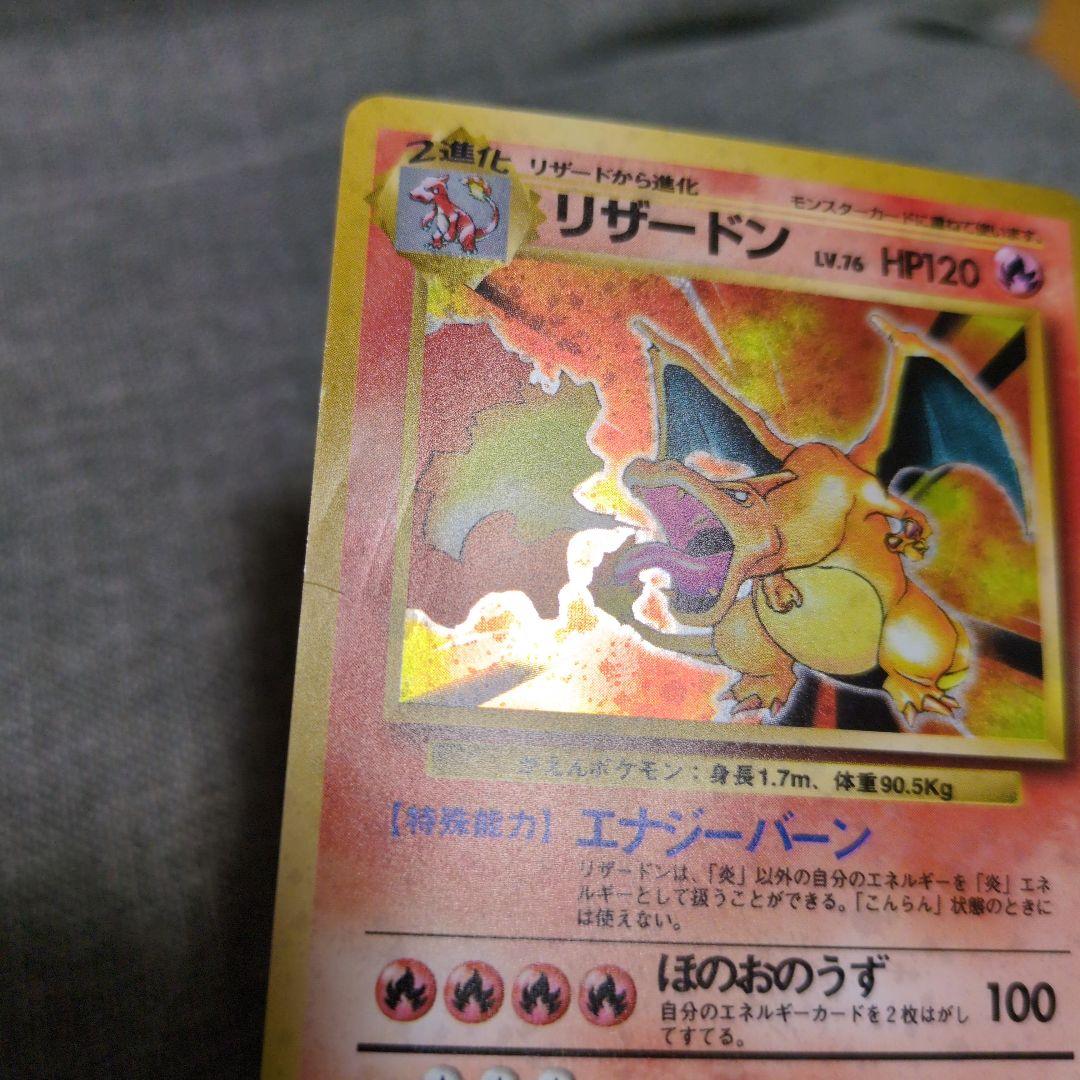 2進化
リザードから進化
モンスターカードに重ねて使います。
リザードン
LV.76 HP120
かえんポケモン：身長1.7m、体重90.5Kg
【特殊能力】エナジーバーン
リザードンは、「炎」以外の自分のエネルギーを「炎」エネ
ルギーとして扱うことができる。「こんらん」状態のときに
は使えない。
ほのおのうず
100
自分のエネルギーカードを2枚はがし
てすてる。